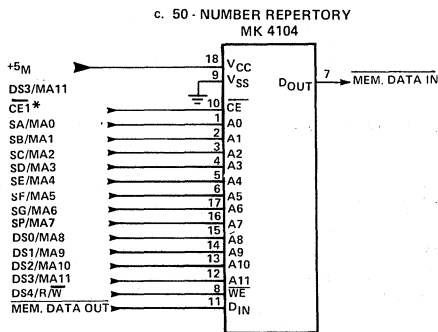 c. 50 - NUMBER REPERTORY
MK 4104
+5M 18 VCC
9 VSS
DS3/MA11
DOUT 7 MEM. DATA IN
CE1* 10 CE
SA/MA0 1 A0
SB/MA1 2 A1
SC/MA2 3 A2
SD/MA3 4 A3
SE/MA4 5 A4
SF/MA5 6 A5
SG/MA6 17 A6
SP/MA7 16 A7
DS0/MA8 15 A8
DS1/MA9 14 A9
DS2/MA10 13 A10
DS3/MA11 12 A11
DS4/R/W 8 WE
MEM. DATA OUT 11 DIN